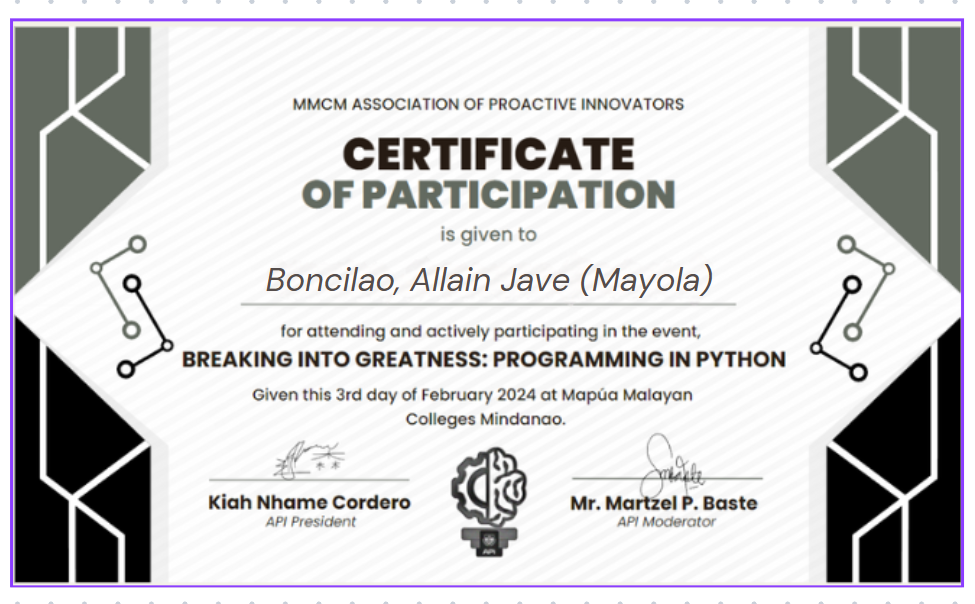 MMCM ASSOCIATION OF PROACTIVE INNOVATORS
CERTIFICATE
OF PARTICIPATION
is given to
Boncilao, Allain Jave (Mayola)
for attending and actively participating in the event,
BREAKING INTO GREATNESS: PROGRAMMING IN PYTHON
Given this 3rd day of February 2024 at Mapúa Malayan
Colleges Mindanao.
Kiah Nhame Cordero
API President
API
Mr. Martzel P. Baste
API Moderator